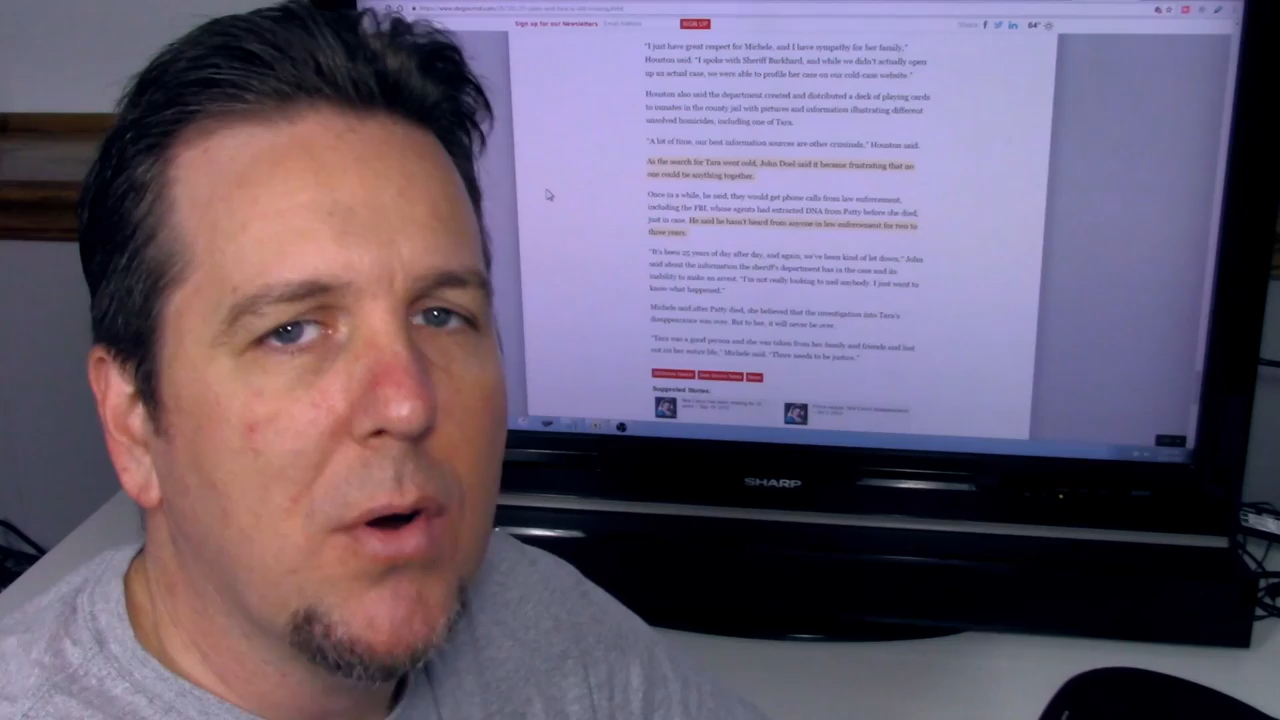 Sign up for our Newsletters
SIGN UP
Share
64°
"I just have great respect for Michele, and I have sympathy for her family,"
Houston said. "I spoke with Sheriff Burkhard, and while we didn't actually open
up an actual case, we were able to profile her case on our cold-case website."
Houston also said the department created and distributed a deck of playing cards
to inmates in the county jail with pictures and information illustrating different
unsolved homicides, including one of Tara.
"A lot of time, our best information sources are other criminals," Houston said.
As the search for Tara went cold, John Doel said it became frustrating that no
one could tie anything together.
Once in a while, he said, they would get phone calls from law enforcement,
including the FBI, whose agents had extracted DNA from Patty before she died,
just in case. He said he hasn't heard from anyone in law enforcement for two to
three years.
"It's been 25 years of day after day, and again, we've been kind of let down," John
said about the information the sheriff's department has in the case and its
inability to make an arrest. "I'm not really looking to nail anybody. I just want to
know what happened."
Michele said after Patty died, she believed that the investigation into Tara's
disappearance was over. But to her, it will never be over.
"Tara was a good person and she was taken from her family and friends and lost
out on her entire life," Michele said. "There needs to be justice."
Suggested Stories:
SHARP